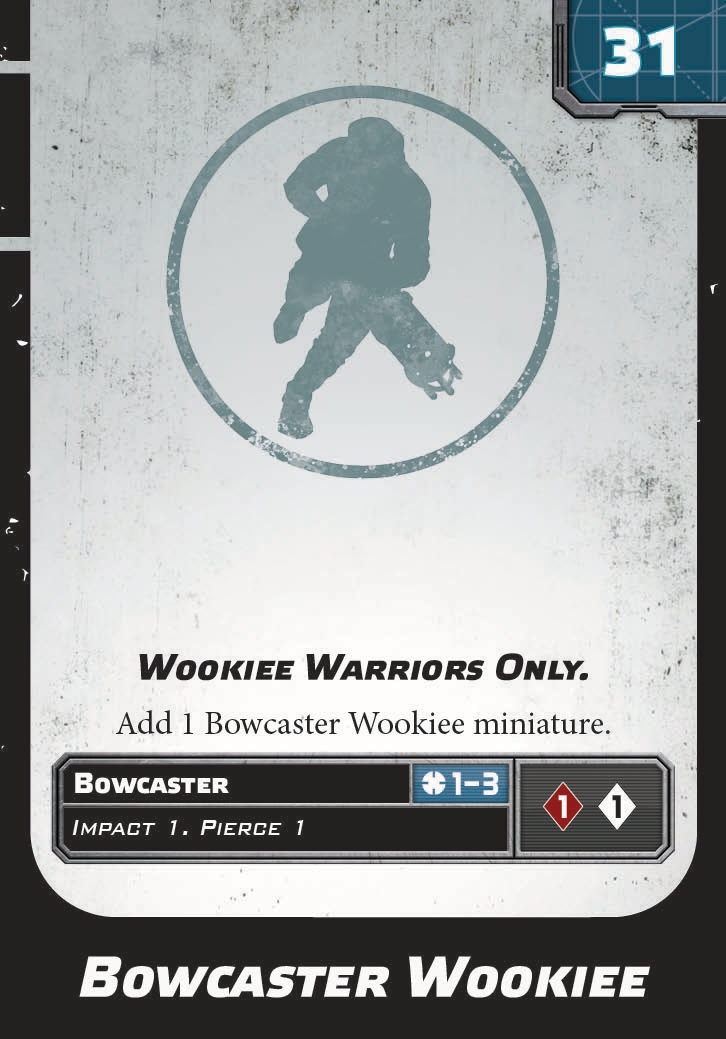 31
WOOKIEE WARRIORS ONLY.
Add 1 Bowcaster Wookiee miniature.
BOWCASTER 1–3
1 1
IMPACT 1. PIERCE 1
BOWCASTER WOOKIEE